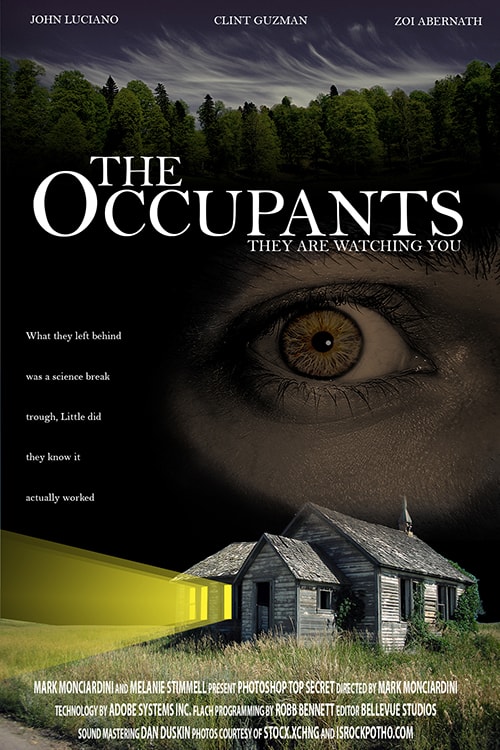 JOHN LUCIANO CLINT GUZMAN ZOI ABERNATH
THE
OCCUPANTS
THEY ARE WATCHING YOU
What they left behind
was a science break
trough, Little did
they know it
actually worked
MARK MONCIARDINI AND MELANIE STIMMELL PRESENT PHOTOSHOP TOP SECRET DIRECTED BY MARK MONCIARDINI
TECHNOLOGY BY ADOBE SYSTEMS INC. FLACH PROGRAMMING BY ROBB BENNETT EDITOR BELLEVUE STUDIOS
SOUND MASTERING DAN DUSKIN PHOTOS COURTESY OF STOCX.XCHNG AND ISROCKPOTHO.COM